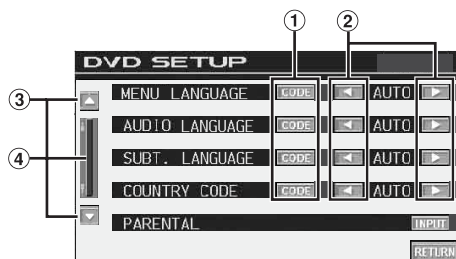 ① ②
DVD SETUP
③ MENU LANGUAGE CODE ◀ AUTO ▶
AUDIO LANGUAGE CODE ◀ AUTO ▶
④ SUBT. LANGUAGE CODE ◀ AUTO ▶
COUNTRY CODE CODE ◀ AUTO ▶
PARENTAL INPUT
RETURN